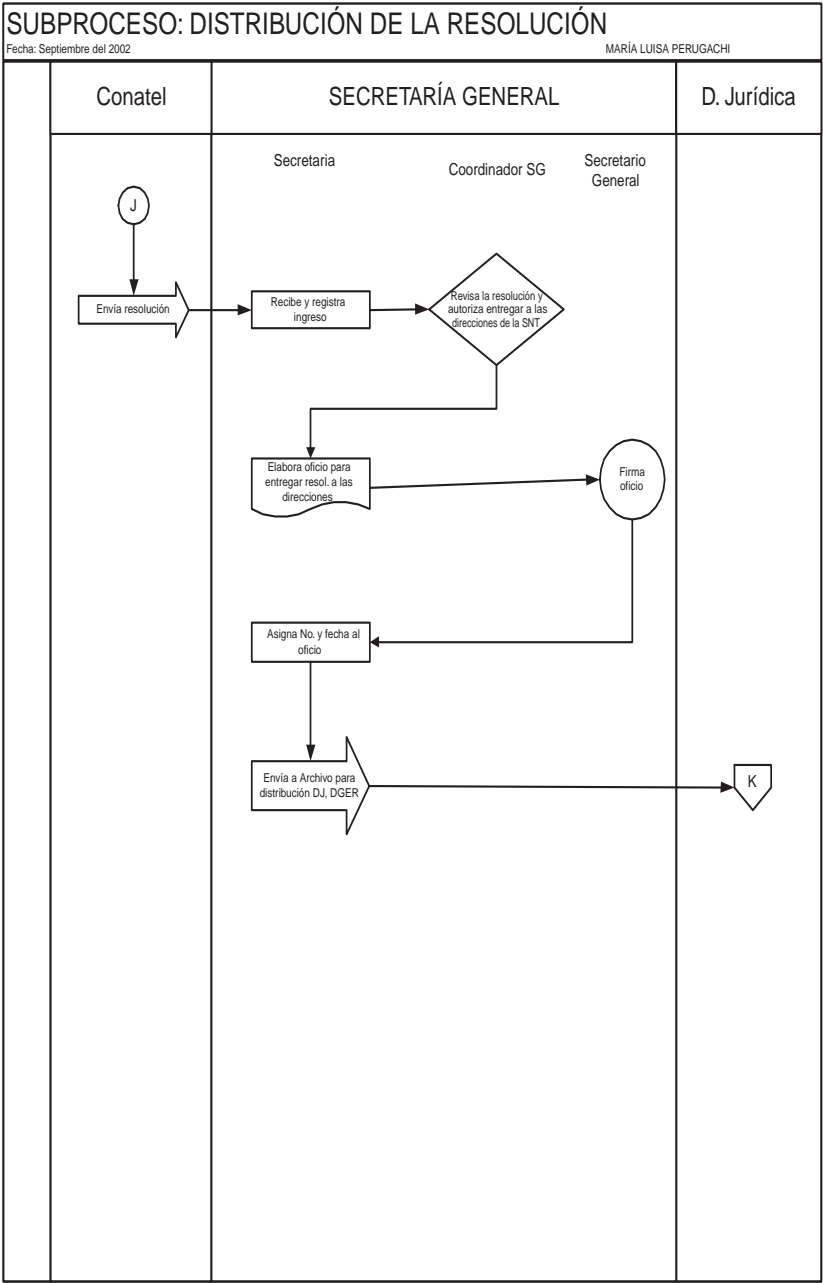 SUBPROCESO: DISTRIBUCIÓN DE LA RESOLUCIÓN
Fecha: Septiembre del 2002
MARÍA LUISA PERUGACHI
Conatel
SECRETARÍA GENERAL
D. Jurídica
Secretaria
Coordinador SG
Secretario
General
J
Envía resolución
Recibe y registra
ingreso
Revisa la resolución y
autoriza entregar a las
direcciones de la SNT
Elabora oficio para
entregar resol. a las
direcciones
Firma
oficio
Asigna No. y fecha al
oficio
Envía a Archivo para
distribución DJ, DGER
K